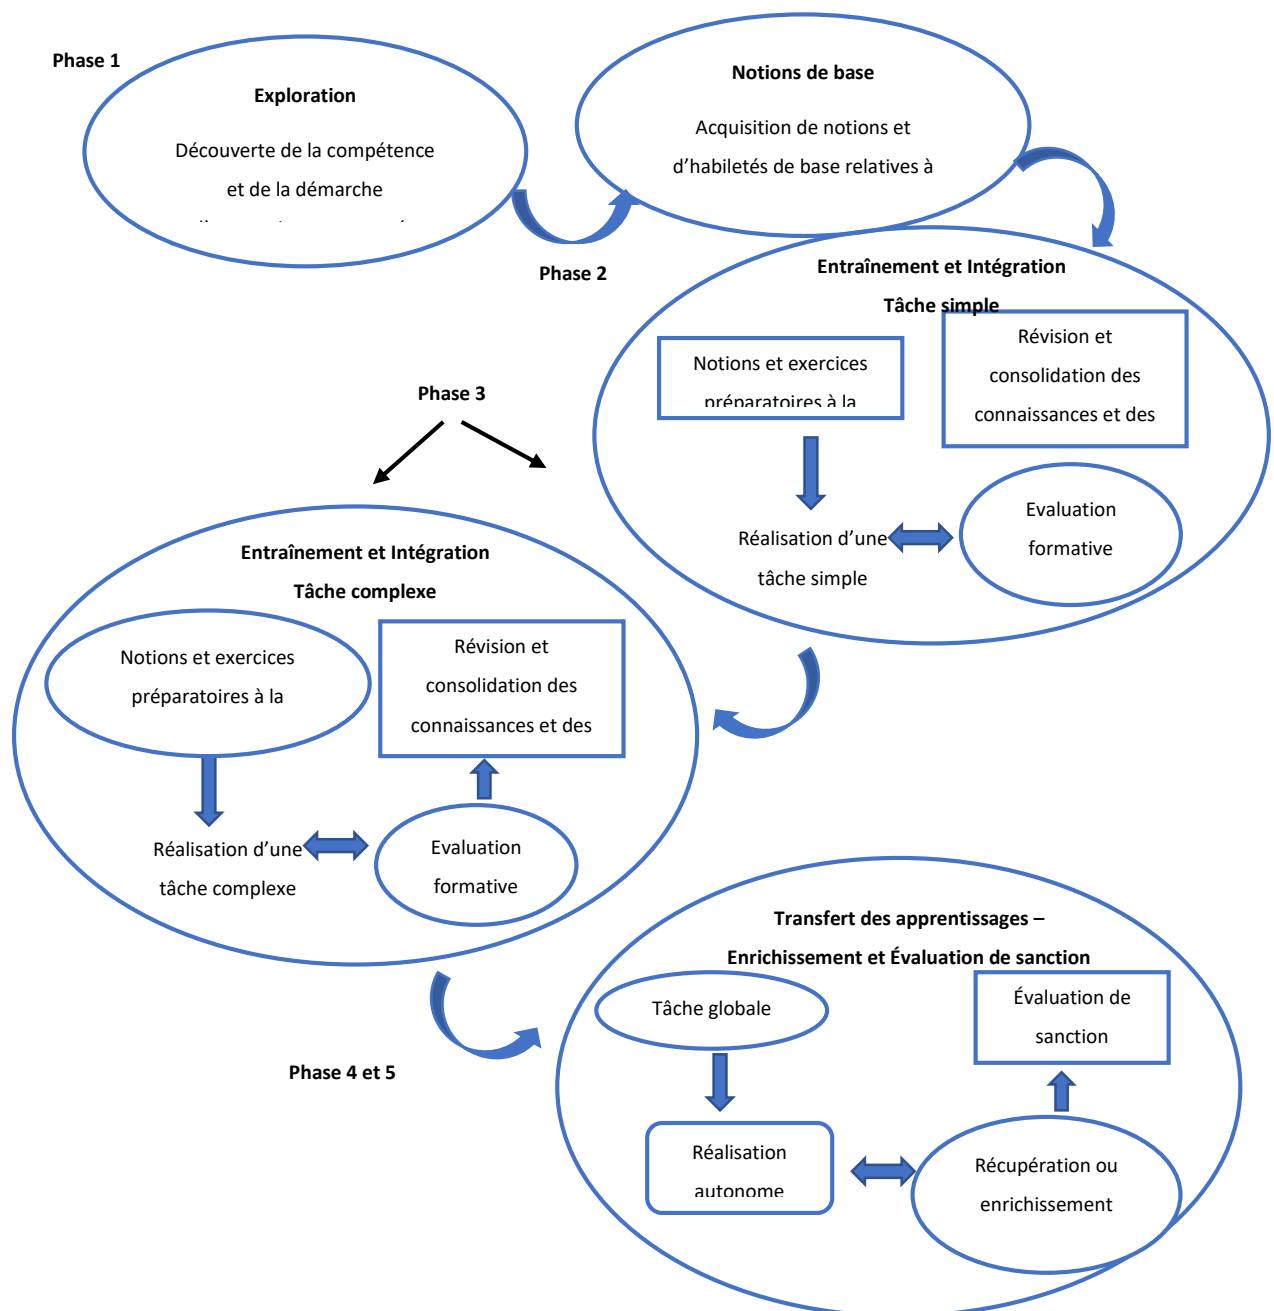 Phase 1
Exploration
Découverte de la compétence
et de la démarche
Notions de base
Acquisition de notions et
d'habiletés de base relatives à
Phase 2
Entraînement et Intégration
Tâche simple
Notions et exercices
préparatoires à la
Révision et
consolidation des
connaissances et des
Réalisation d'une
tâche simple
Evaluation
formative
Phase 3
Entraînement et Intégration
Tâche complexe
Notions et exercices
préparatoires à la
Révision et
consolidation des
connaissances et des
Réalisation d'une
tâche complexe
Evaluation
formative
Phase 4 et 5
Transfert des apprentissages –
Enrichissement et Évaluation de sanction
Tâche globale
Évaluation de
sanction
Réalisation
autonome
Récupération ou
enrichissement